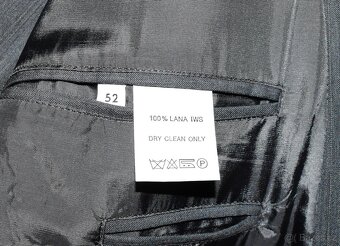 52
100% LANA IWS
DRY CLEAN ONLY
P